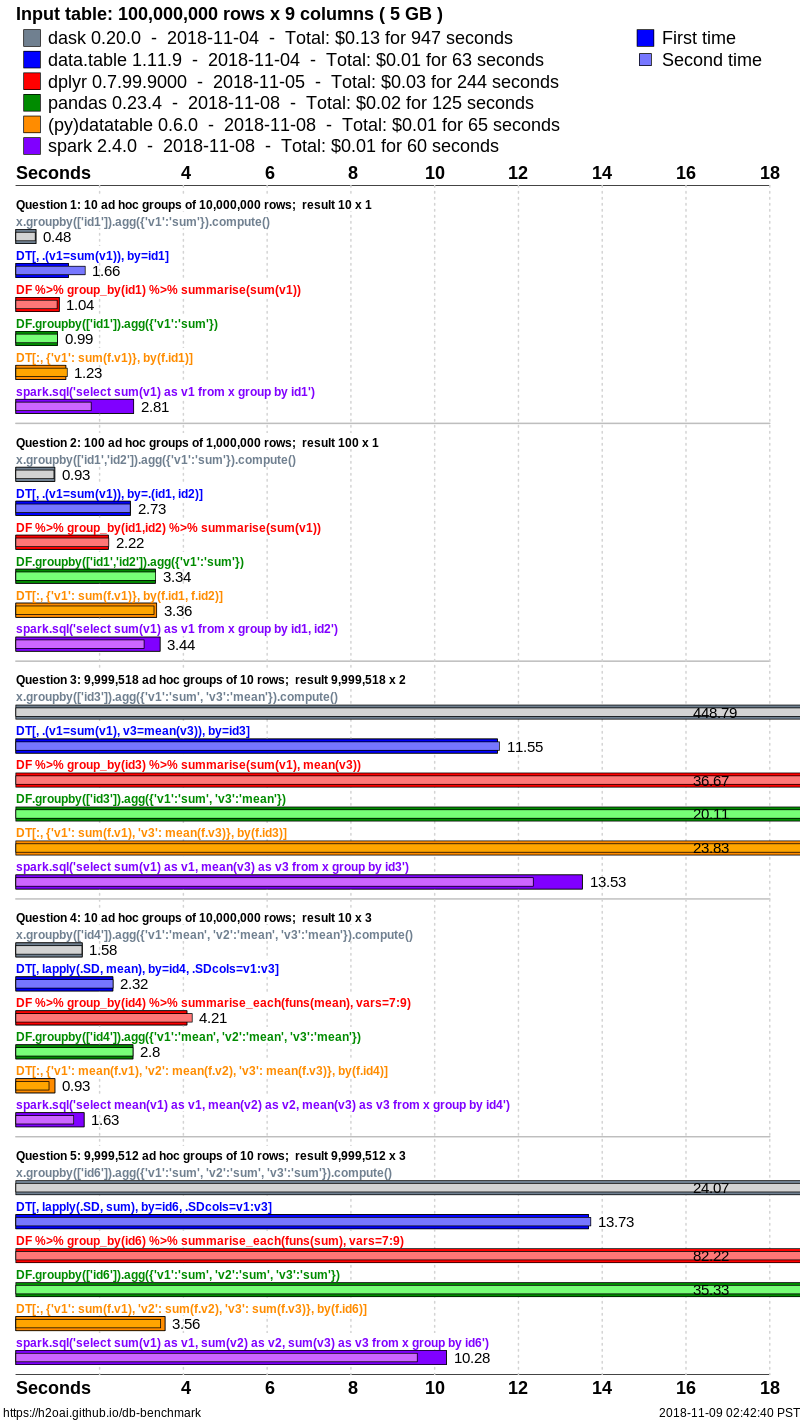 Input table: 100,000,000 rows x 9 columns ( 5 GB )
dask 0.20.0 - 2018-11-04 - Total: $0.13 for 947 seconds
First time
data.table 1.11.9 - 2018-11-04 - Total: $0.01 for 63 seconds
Second time
dplyr 0.7.99.9000 - 2018-11-05 - Total: $0.03 for 244 seconds
pandas 0.23.4 - 2018-11-08 - Total: $0.02 for 125 seconds
(py)datatable 0.6.0 - 2018-11-08 - Total: $0.01 for 65 seconds
spark 2.4.0 - 2018-11-08 - Total: $0.01 for 60 seconds
Seconds 4 6 8 10 12 14 16 18
Question 1: 10 ad hoc groups of 10,000,000 rows; result 10 x 1
x.groupby(['id1']).agg({'v1':'sum'}).compute()
0.48
DT[, .(v1=sum(v1)), by=id1]
1.66
DF %>% group_by(id1) %>% summarise(sum(v1))
1.04
DF.groupby(['id1']).agg({'v1':'sum'})
0.99
DT[:, {'v1': sum(f.v1)}, by(f.id1)]
1.23
spark.sql('select sum(v1) as v1 from x group by id1')
2.81
Question 2: 100 ad hoc groups of 1,000,000 rows; result 100 x 1
x.groupby(['id1','id2']).agg({'v1':'sum'}).compute()
0.93
DT[, .(v1=sum(v1)), by=.(id1, id2)]
2.73
DF %>% group_by(id1,id2) %>% summarise(sum(v1))
2.22
DF.groupby(['id1','id2']).agg({'v1':'sum'})
3.34
DT[:, {'v1': sum(f.v1)}, by(f.id1, f.id2)]
3.36
spark.sql('select sum(v1) as v1 from x group by id1, id2')
3.44
Question 3: 9,999,518 ad hoc groups of 10 rows; result 9,999,518 x 2
x.groupby(['id3']).agg({'v1':'sum', 'v3':'mean'}).compute()
448.79
DT[, .(v1=sum(v1), v3=mean(v3)), by=id3]
11.55
DF %>% group_by(id3) %>% summarise(sum(v1), mean(v3))
36.67
DF.groupby(['id3']).agg({'v1':'sum', 'v3':'mean'})
20.11
DT[:, {'v1': sum(f.v1), 'v3': mean(f.v3)}, by(f.id3)]
23.83
spark.sql('select sum(v1) as v1, mean(v3) as v3 from x group by id3')
13.53
Question 4: 10 ad hoc groups of 10,000,000 rows; result 10 x 3
x.groupby(['id4']).agg({'v1':'mean', 'v2':'mean', 'v3':'mean'}).compute()
1.58
DT[, lapply(.SD, mean), by=id4, .SDcols=v1:v3]
2.32
DF %>% group_by(id4) %>% summarise_each(funs(mean), vars=7:9)
4.21
DF.groupby(['id4']).agg({'v1':'mean', 'v2':'mean', 'v3':'mean'})
2.8
DT[:, {'v1': mean(f.v1), 'v2': mean(f.v2), 'v3': mean(f.v3)}, by(f.id4)]
0.93
spark.sql('select mean(v1) as v1, mean(v2) as v2, mean(v3) as v3 from x group by id4')
1.63
Question 5: 9,999,512 ad hoc groups of 10 rows; result 9,999,512 x 3
x.groupby(['id6']).agg({'v1':'sum', 'v2':'sum', 'v3':'sum'}).compute()
24.07
DT[, lapply(.SD, sum), by=id6, .SDcols=v1:v3]
13.73
DF %>% group_by(id6) %>% summarise_each(funs(sum), vars=7:9)
82.22
DF.groupby(['id6']).agg({'v1':'sum', 'v2':'sum', 'v3':'sum'})
35.33
DT[:, {'v1': sum(f.v1), 'v2': sum(f.v2), 'v3': sum(f.v3)}, by(f.id6)]
3.56
spark.sql('select sum(v1) as v1, sum(v2) as v2, sum(v3) as v3 from x group by id6')
10.28
Seconds 4 6 8 10 12 14 16 18
https://h2oai.github.io/db-benchmark
2018-11-09 02:42:40 PST